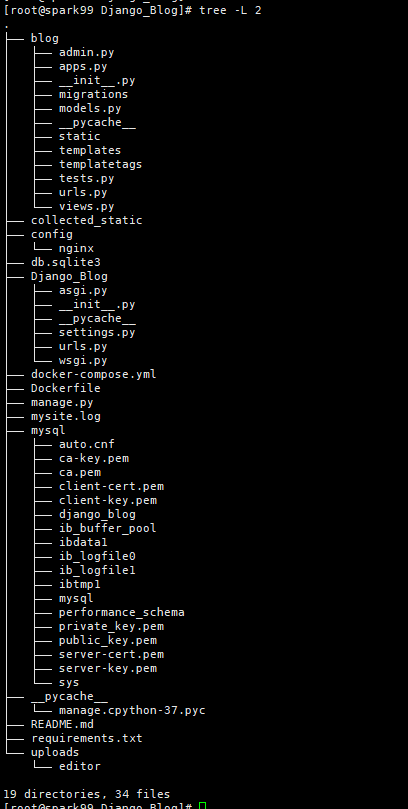 [root@spark99 Django_Blog]# tree -L 2
.
├── blog
│   ├── admin.py
│   ├── apps.py
│   ├── __init__.py
│   ├── migrations
│   ├── models.py
│   ├── __pycache__
│   ├── static
│   ├── templates
│   ├── templatetags
│   ├── tests.py
│   ├── urls.py
│   └── views.py
├── collected_static
├── config
│   └── nginx
├── db.sqlite3
├── Django_Blog
│   ├── asgi.py
│   ├── __init__.py
│   ├── __pycache__
│   ├── settings.py
│   ├── urls.py
│   └── wsgi.py
├── docker-compose.yml
├── Dockerfile
├── manage.py
├── mysite.log
├── mysql
│   ├── auto.cnf
│   ├── ca-key.pem
│   ├── ca.pem
│   ├── client-cert.pem
│   ├── client-key.pem
│   ├── django_blog
│   ├── ib_buffer_pool
│   ├── ibdata1
│   ├── ib_logfile0
│   ├── ib_logfile1
│   ├── ibtmp1
│   ├── mysql
│   ├── performance_schema
│   ├── private_key.pem
│   ├── public_key.pem
│   ├── server-cert.pem
│   ├── server-key.pem
│   └── sys
├── __pycache__
│   └── manage.cpython-37.pyc
├── README.md
├── requirements.txt
└── uploads
    └── editor

19 directories, 34 files
[root@spark99 Django_Blog]#